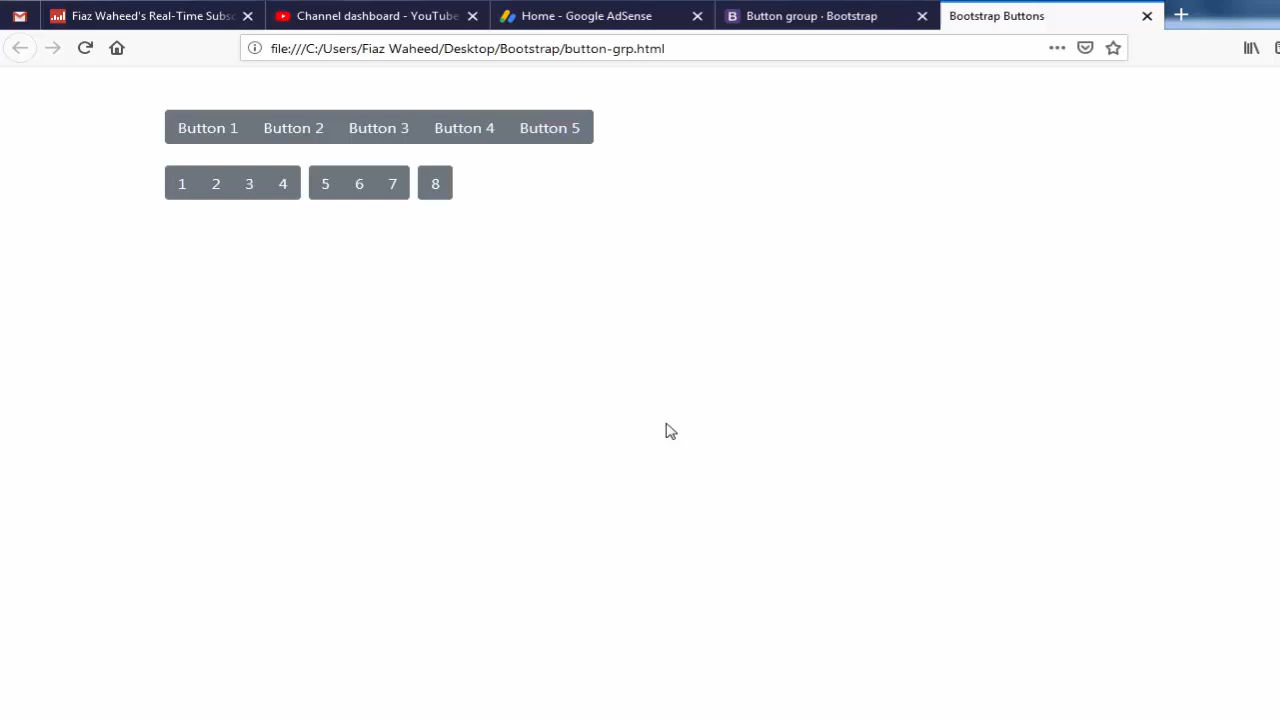 Fiaz Waheed's Real-Time Subsc
Channel dashboard - YouTube
Home - Google AdSense
B Button group · Bootstrap
Bootstrap Buttons
file:///C:/Users/Fiaz Waheed/Desktop/Bootstrap/button-grp.html
Button 1 Button 2 Button 3 Button 4 Button 5
1 2 3 4 5 6 7 8